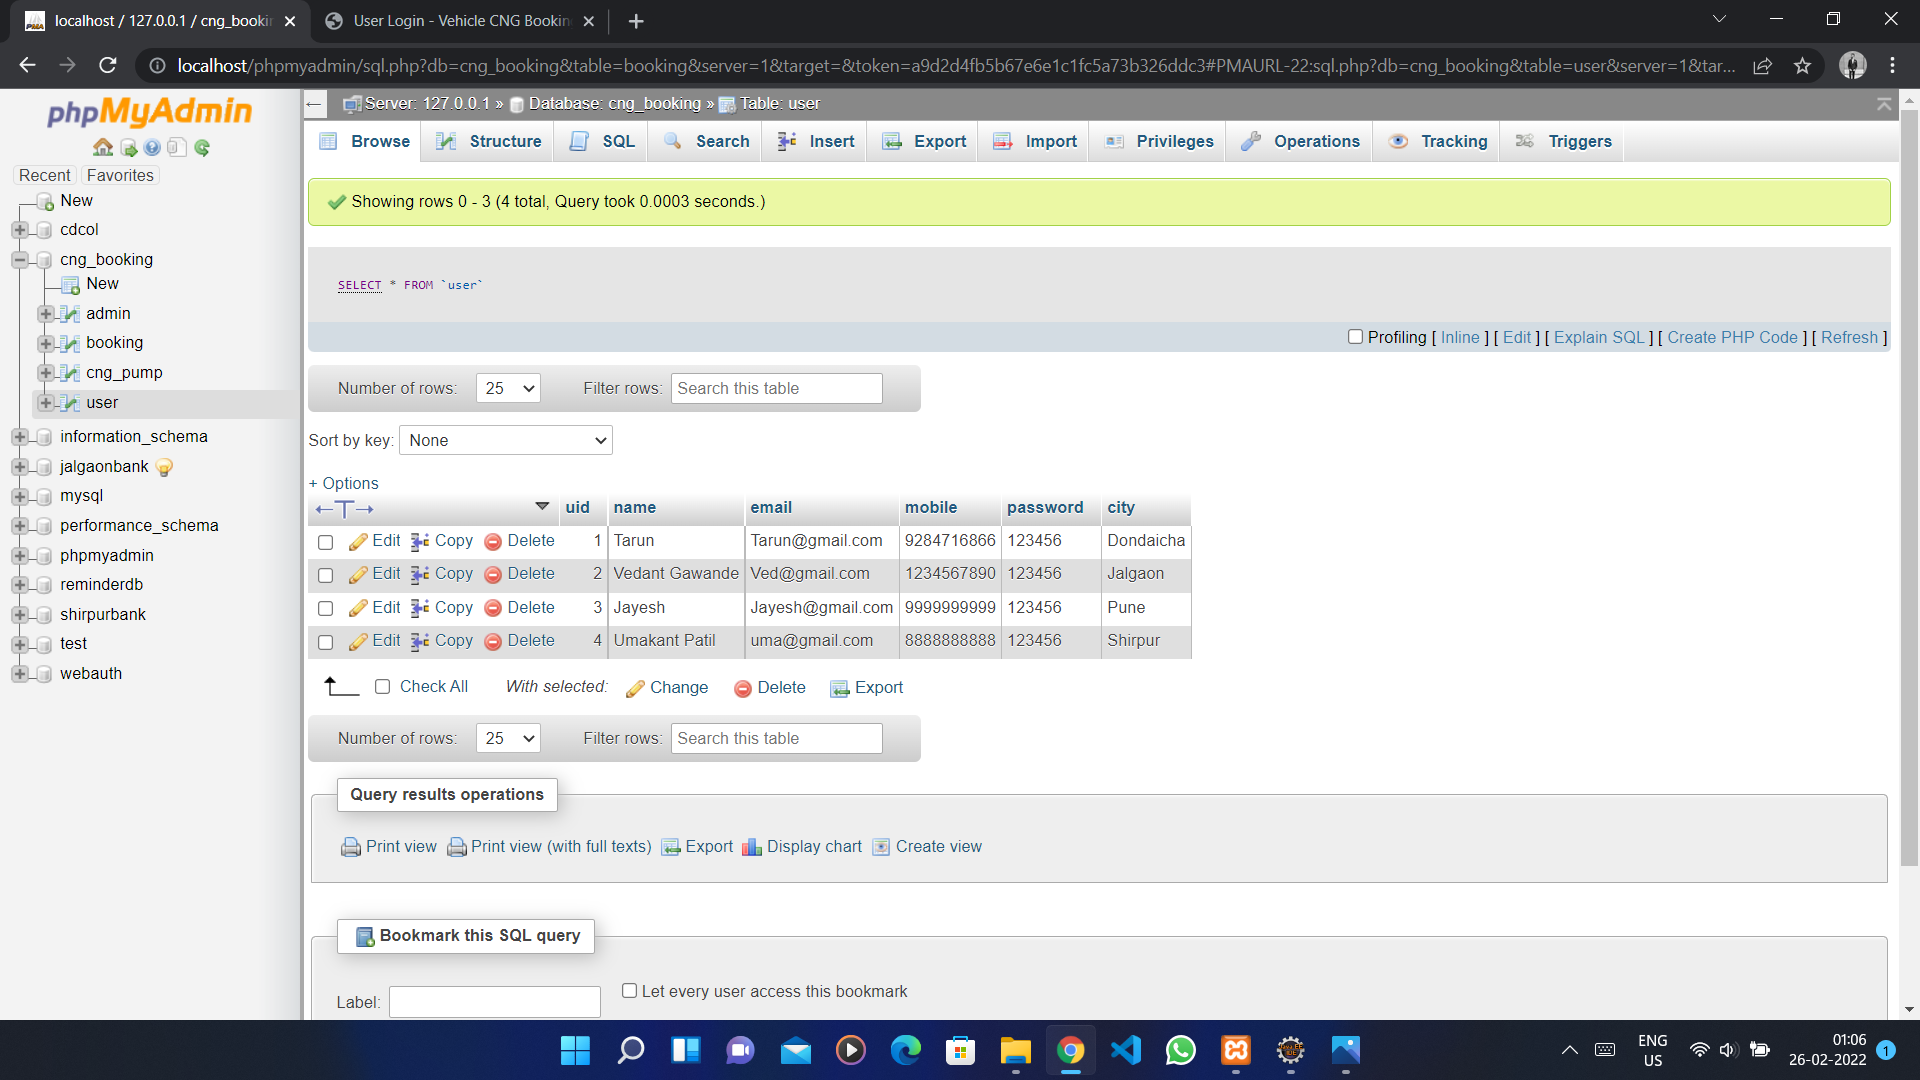 localhost / 127.0.0.1 / cng_bookin
User Login - Vehicle CNG Booking
localhost/phpmyadmin/sql.php?db=cng_booking&table=booking&server=1&target=&token=a9d2d4fb5b67e6e1c1fc5a73b326ddc3#PMAURL-22:sql.php?db=cng_booking&table=user&server=1&tar...
phpMyAdmin
Recent Favorites
New
cdcol
cng_booking
New
admin
booking
cng_pump
user
information_schema
jalgaonbank
mysql
performance_schema
phpmyadmin
reminderdb
shirpurbank
test
webauth
Server: 127.0.0.1 » Database: cng_booking » Table: user
Browse Structure SQL Search Insert Export Import Privileges Operations Tracking Triggers
Showing rows 0 - 3 (4 total, Query took 0.0003 seconds.)
SELECT * FROM `user`
Profiling [ Inline ] [ Edit ] [ Explain SQL ] [ Create PHP Code ] [ Refresh ]
Number of rows: 25 Filter rows: Search this table
Sort by key: None
+ Options
uid name email mobile password city
Edit Copy Delete 1 Tarun Tarun@gmail.com 9284716866 123456 Dondaicha
Edit Copy Delete 2 Vedant Gawande Ved@gmail.com 1234567890 123456 Jalgaon
Edit Copy Delete 3 Jayesh Jayesh@gmail.com 9999999999 123456 Pune
Edit Copy Delete 4 Umakant Patil uma@gmail.com 8888888888 123456 Shirpur
Check All With selected: Change Delete Export
Number of rows: 25 Filter rows: Search this table
Query results operations
Print view Print view (with full texts) Export Display chart Create view
Bookmark this SQL query
Label: Let every user access this bookmark
ENG
US
01:06
26-02-2022
1